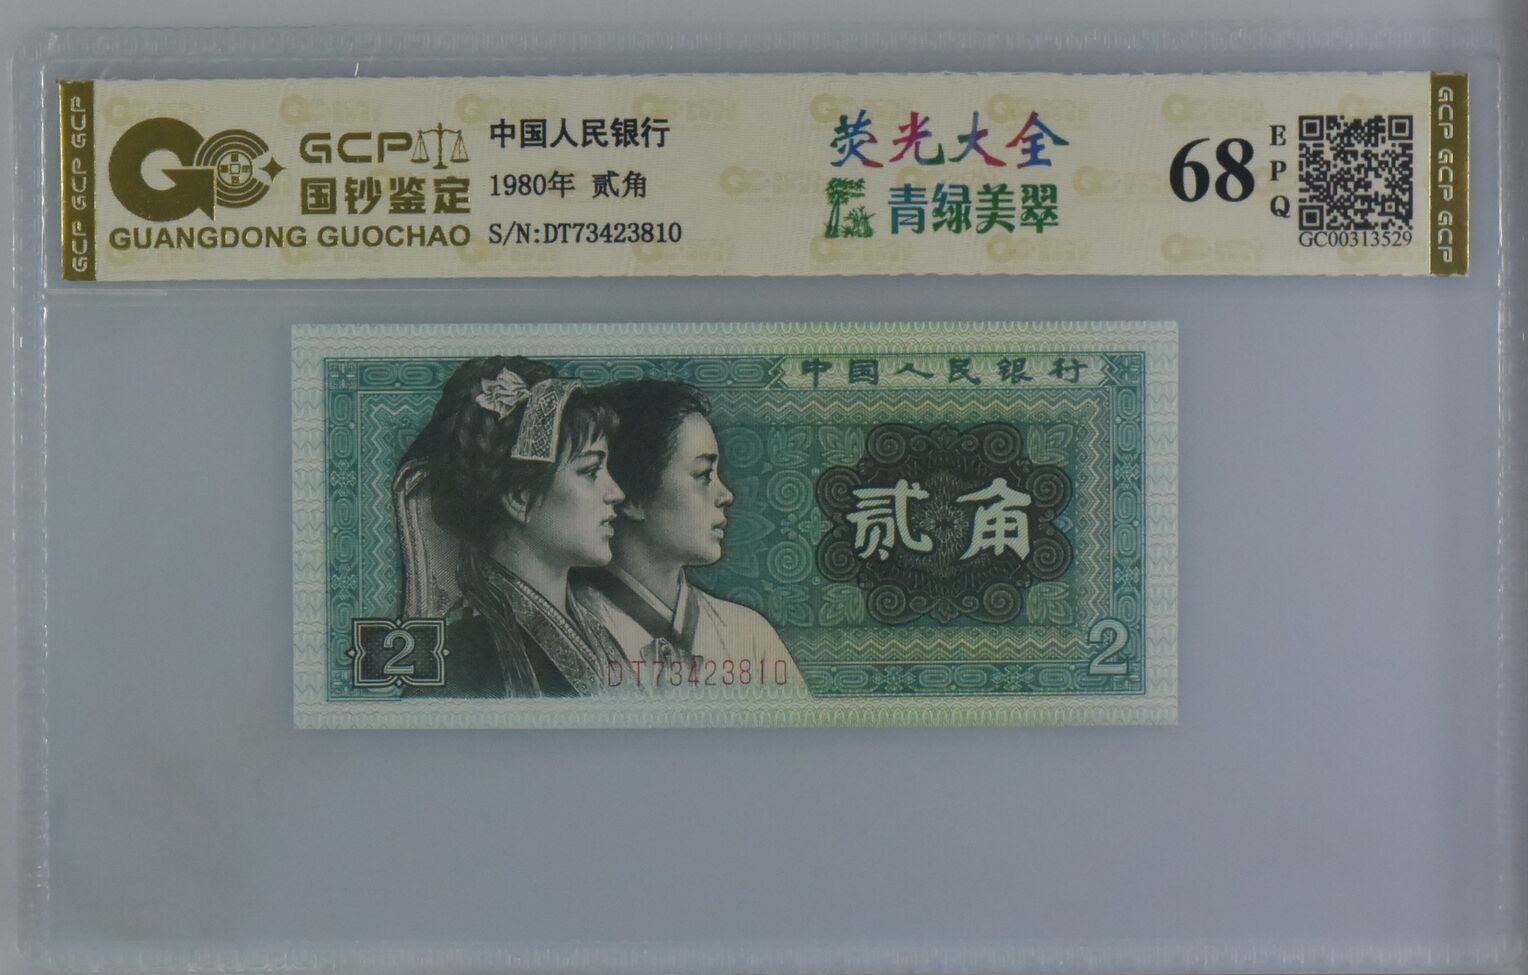 GCP
国钞鉴定
GUANGDONG GUOCHAO
中国人民银行
1980年 贰角
S/N:DT73423810
荧光大全
青绿美翠
68
EPQ
GC00313529
GCP GCP GCP
GCP GCP GCP
中国人民银行
贰角
2
2
DT73423810